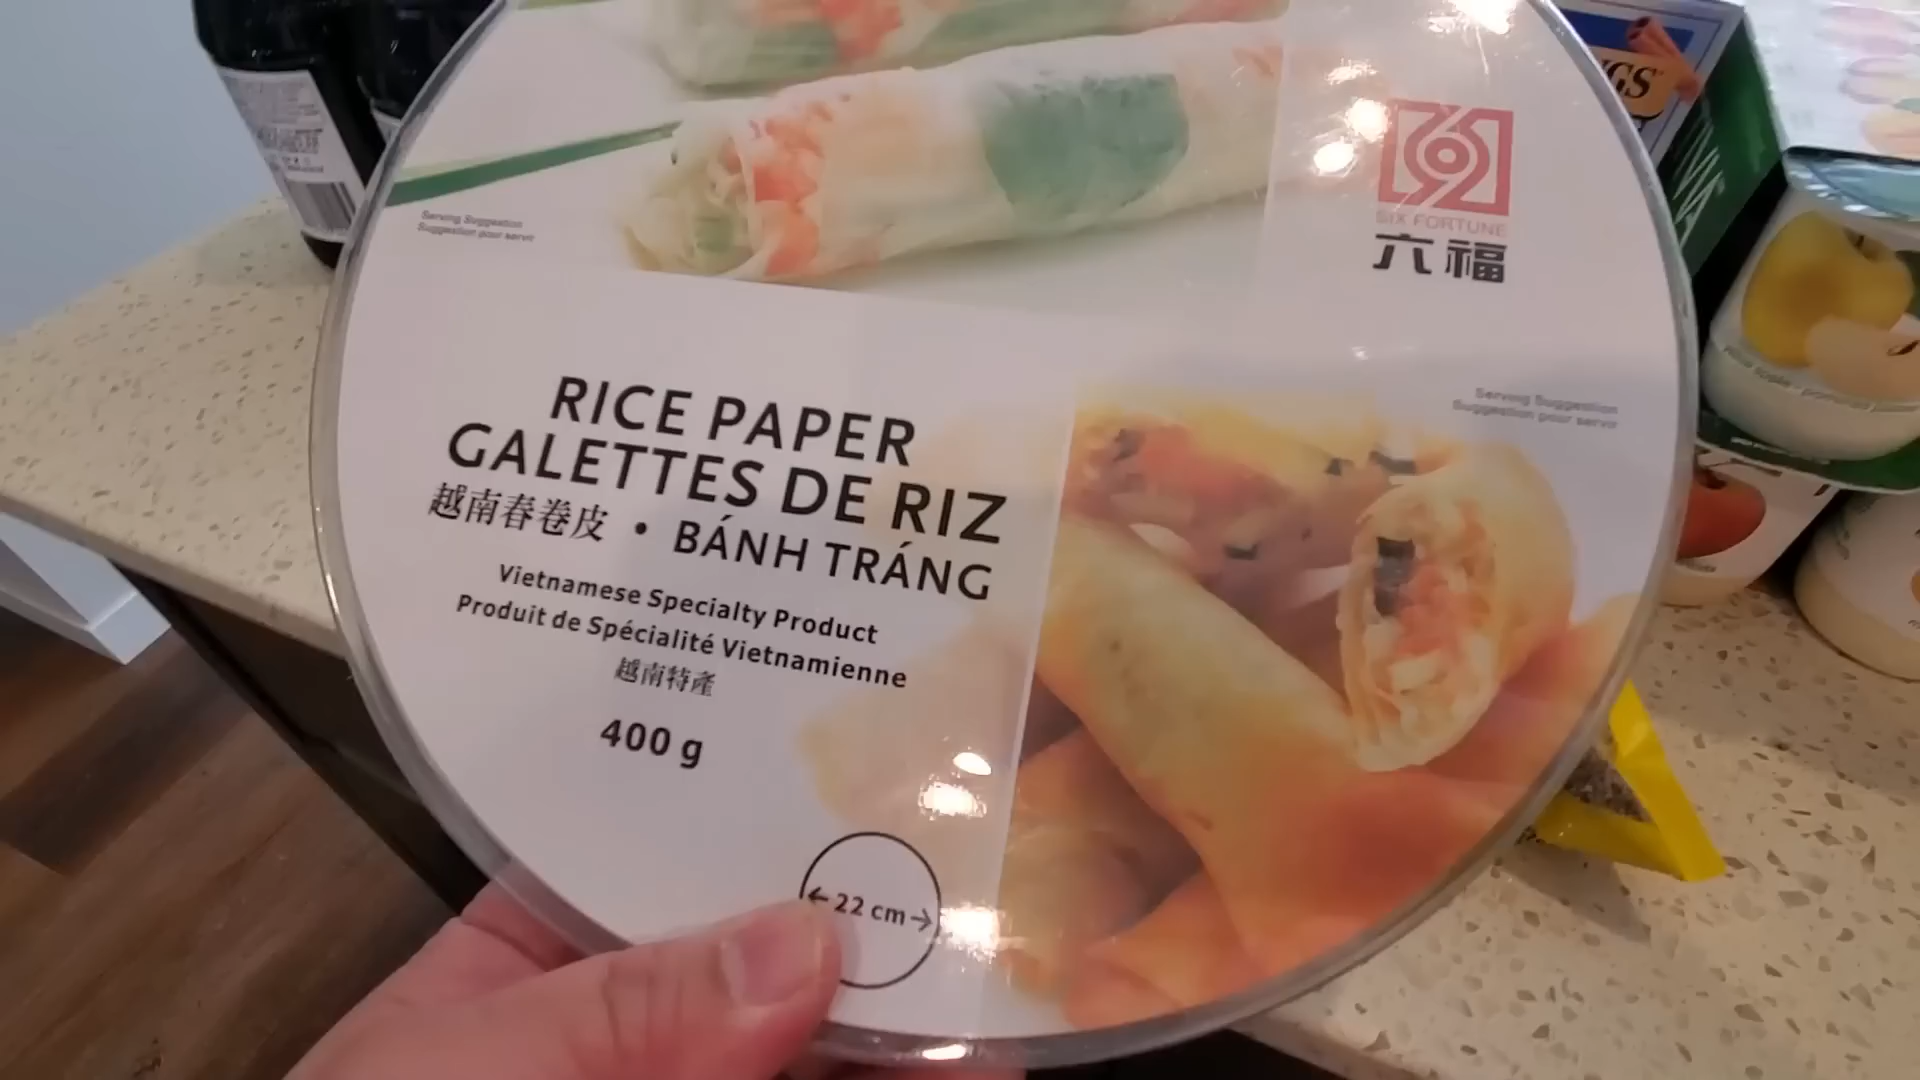 Serving Suggestion
Suggestion pour servir
SIX FORTUNE
六福
RICE PAPER
GALETTES DE RIZ
越南春卷皮 • BÁNH TRÁNG
Vietnamese Specialty Product
Produit de Spécialité Vietnamienne
越南特產
400 g
←22 cm→
Serving Suggestion
Suggestion pour servir
GS
VA